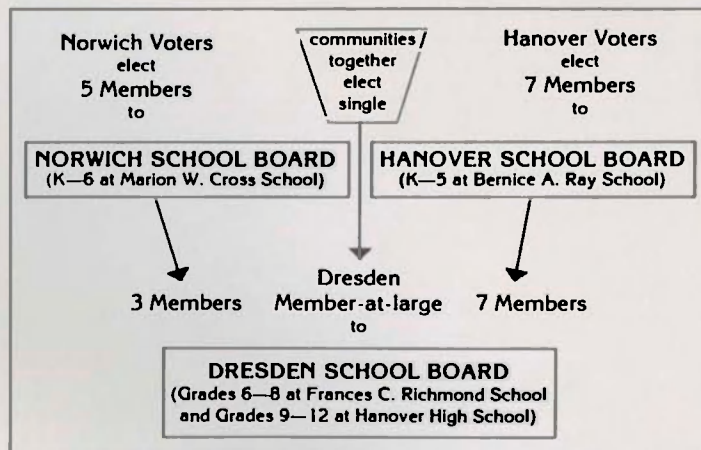 Norwich Voters
elect
5 Members
to
communities /
together
elect
single
Hanover Voters
elect
7 Members
to
NORWICH SCHOOL BOARD
(K—6 at Marion W. Cross School)
HANOVER SCHOOL BOARD
(K—5 at Bernice A. Ray School)
3 Members
Dresden
Member-at-large
to
7 Members
DRESDEN SCHOOL BOARD
(Grades 6—8 at Frances C. Richmond School
and Grades 9—12 at Hanover High School)